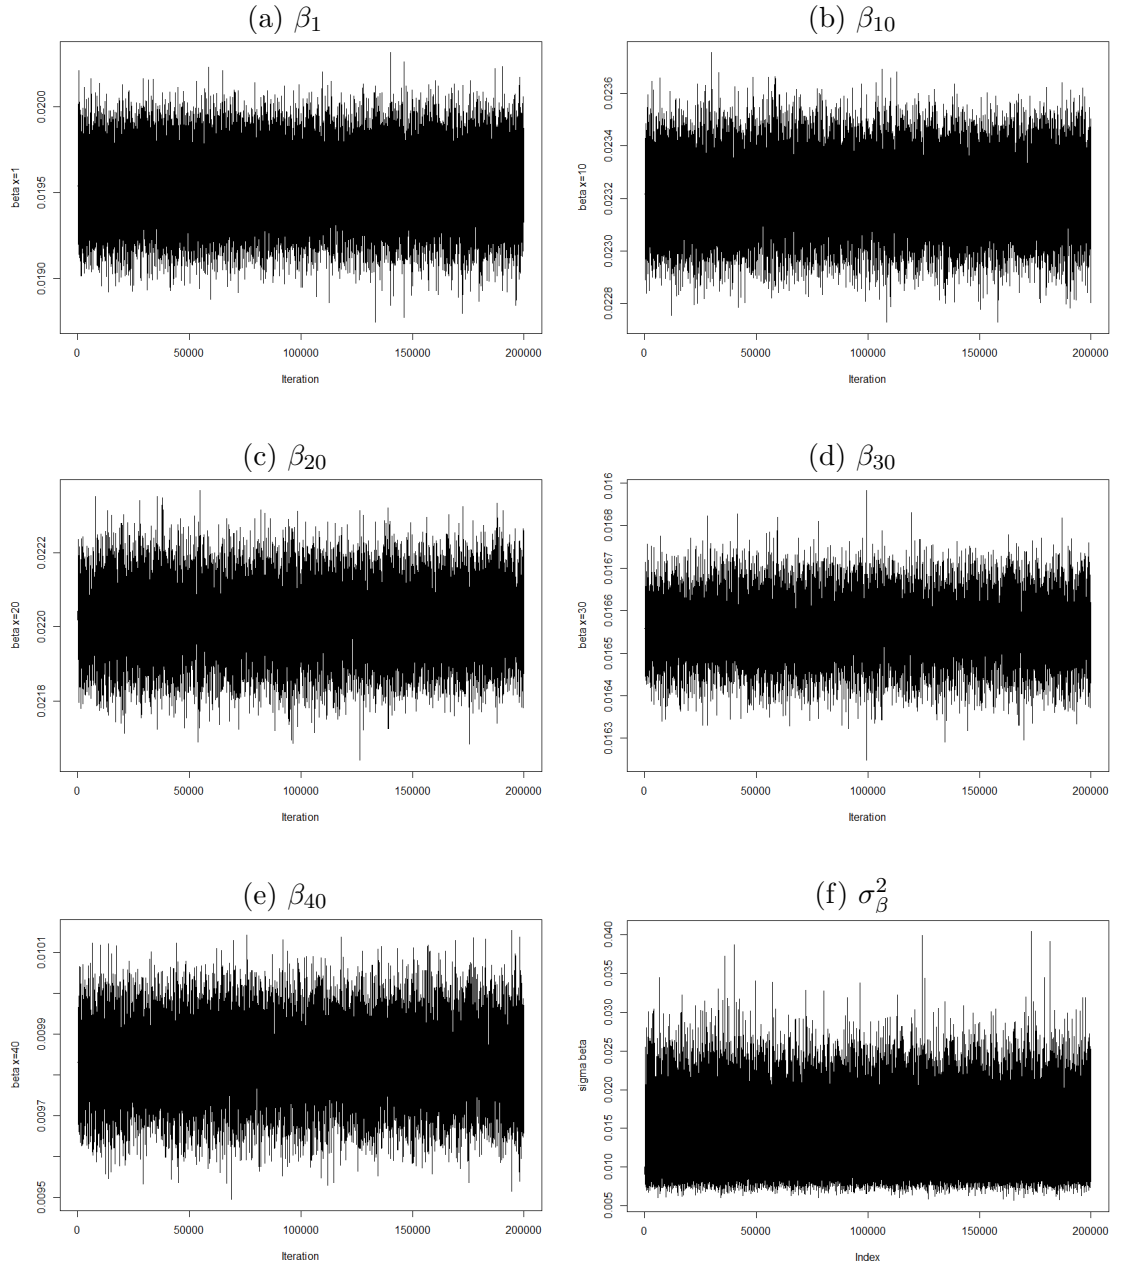 (a) β₁
0.0190 0.0195 0.0200
beta x=1
0 50000 100000 150000 200000
Iteration
(b) β₁₀
0.0228 0.0230 0.0232 0.0234 0.0236
beta x=10
0 50000 100000 150000 200000
Iteration
(c) β₂₀
0.0218 0.0220 0.0222
beta x=20
0 50000 100000 150000 200000
Iteration
(d) β₃₀
0.0163 0.0164 0.0165 0.0166 0.0167 0.0168 0.016
beta x=30
0 50000 100000 150000 200000
Iteration
(e) β₄₀
0.0095 0.0097 0.0099 0.0101
beta x=40
0 50000 100000 150000 200000
Iteration
(f) σ²_β
0.005 0.010 0.015 0.020 0.025 0.030 0.035 0.040
sigma beta
0 50000 100000 150000 200000
Index